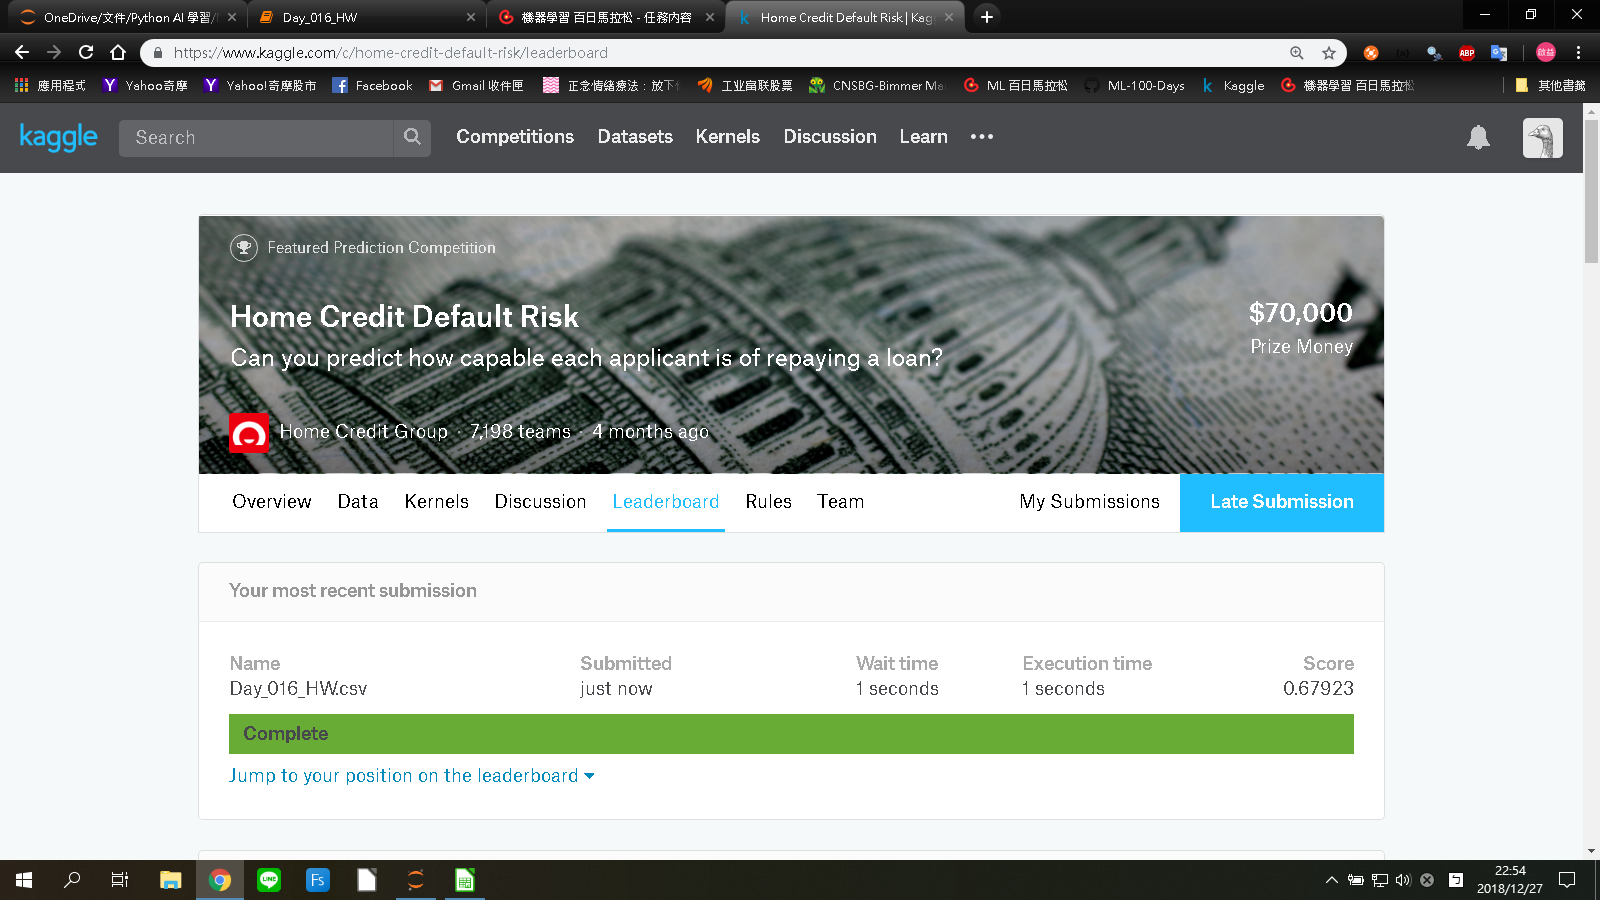 OneDrive/文件/Python AI 學習/
Day_016_HW
機器學習 百日馬拉松 - 任務內容
Home Credit Default Risk | Kag
https://www.kaggle.com/c/home-credit-default-risk/leaderboard
ABP
啟益
應用程式
Yahoo奇摩
Yahoo!奇摩股市
Facebook
Gmail 收件匣
正念情緒療法：放下
工业富联股票
CNSBG-Bimmer Ma
ML 百日馬拉松
ML-100-Days
Kaggle
機器學習 百日馬拉松
其他書籤
kaggle
Search
Competitions
Datasets
Kernels
Discussion
Learn
Featured Prediction Competition
Home Credit Default Risk
$70,000
Can you predict how capable each applicant is of repaying a loan?
Prize Money
Home Credit Group · 7,198 teams · 4 months ago
Overview
Data
Kernels
Discussion
Leaderboard
Rules
Team
My Submissions
Late Submission
Your most recent submission
Name Submitted Wait time Execution time Score
Day_016_HW.csv just now 1 seconds 1 seconds 0.67923
Complete
Jump to your position on the leaderboard
LINE
Fs
22:54
2018/12/27